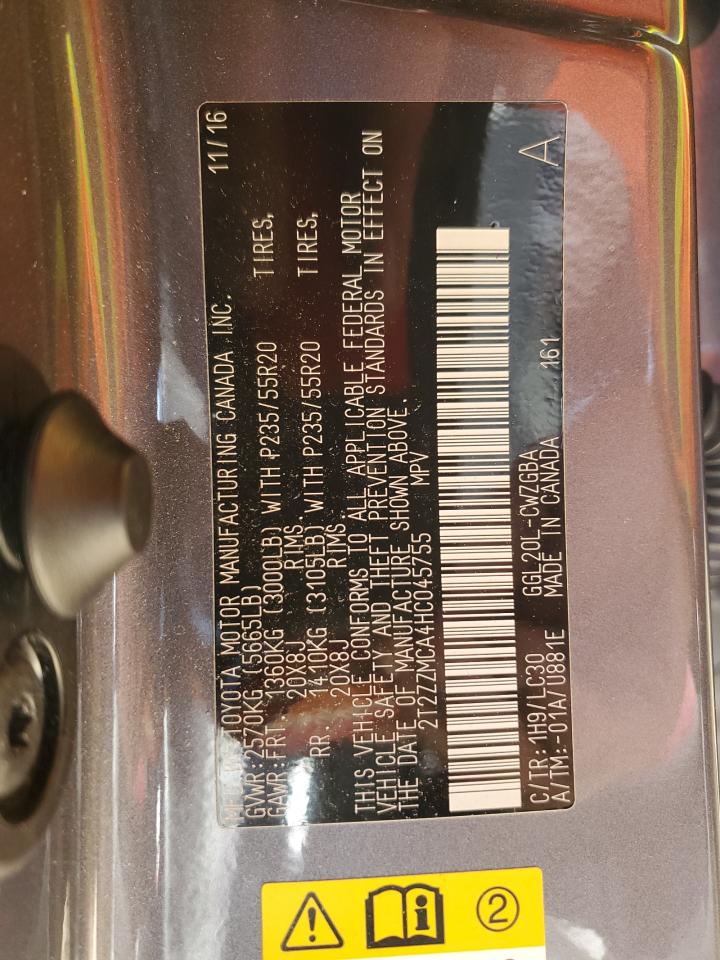 MFD BY:TOYOTA MOTOR MANUFACTURING CANADA INC. 11/16
GVWR:2570KG (5665LB)
GAWR:FRT. 1360KG (3000LB) WITH P235/55R20 TIRES,
20X8J RIMS.
RR. 1410KG (3105LB) WITH P235/55R20 TIRES,
20X8J RIMS.
THIS VEHICLE CONFORMS TO ALL APPLICABLE FEDERAL MOTOR
VEHICLE SAFETY AND THEFT PREVENTION STANDARDS IN EFFECT ON
THE DATE OF MANUFACTURE SHOWN ABOVE.
2T2ZZMCA4HC045755 MPV
C/TR:1H9/LC30 GGL20L-CWZGBA A
A/TM:-01A/U881E MADE IN CANADA 161
2